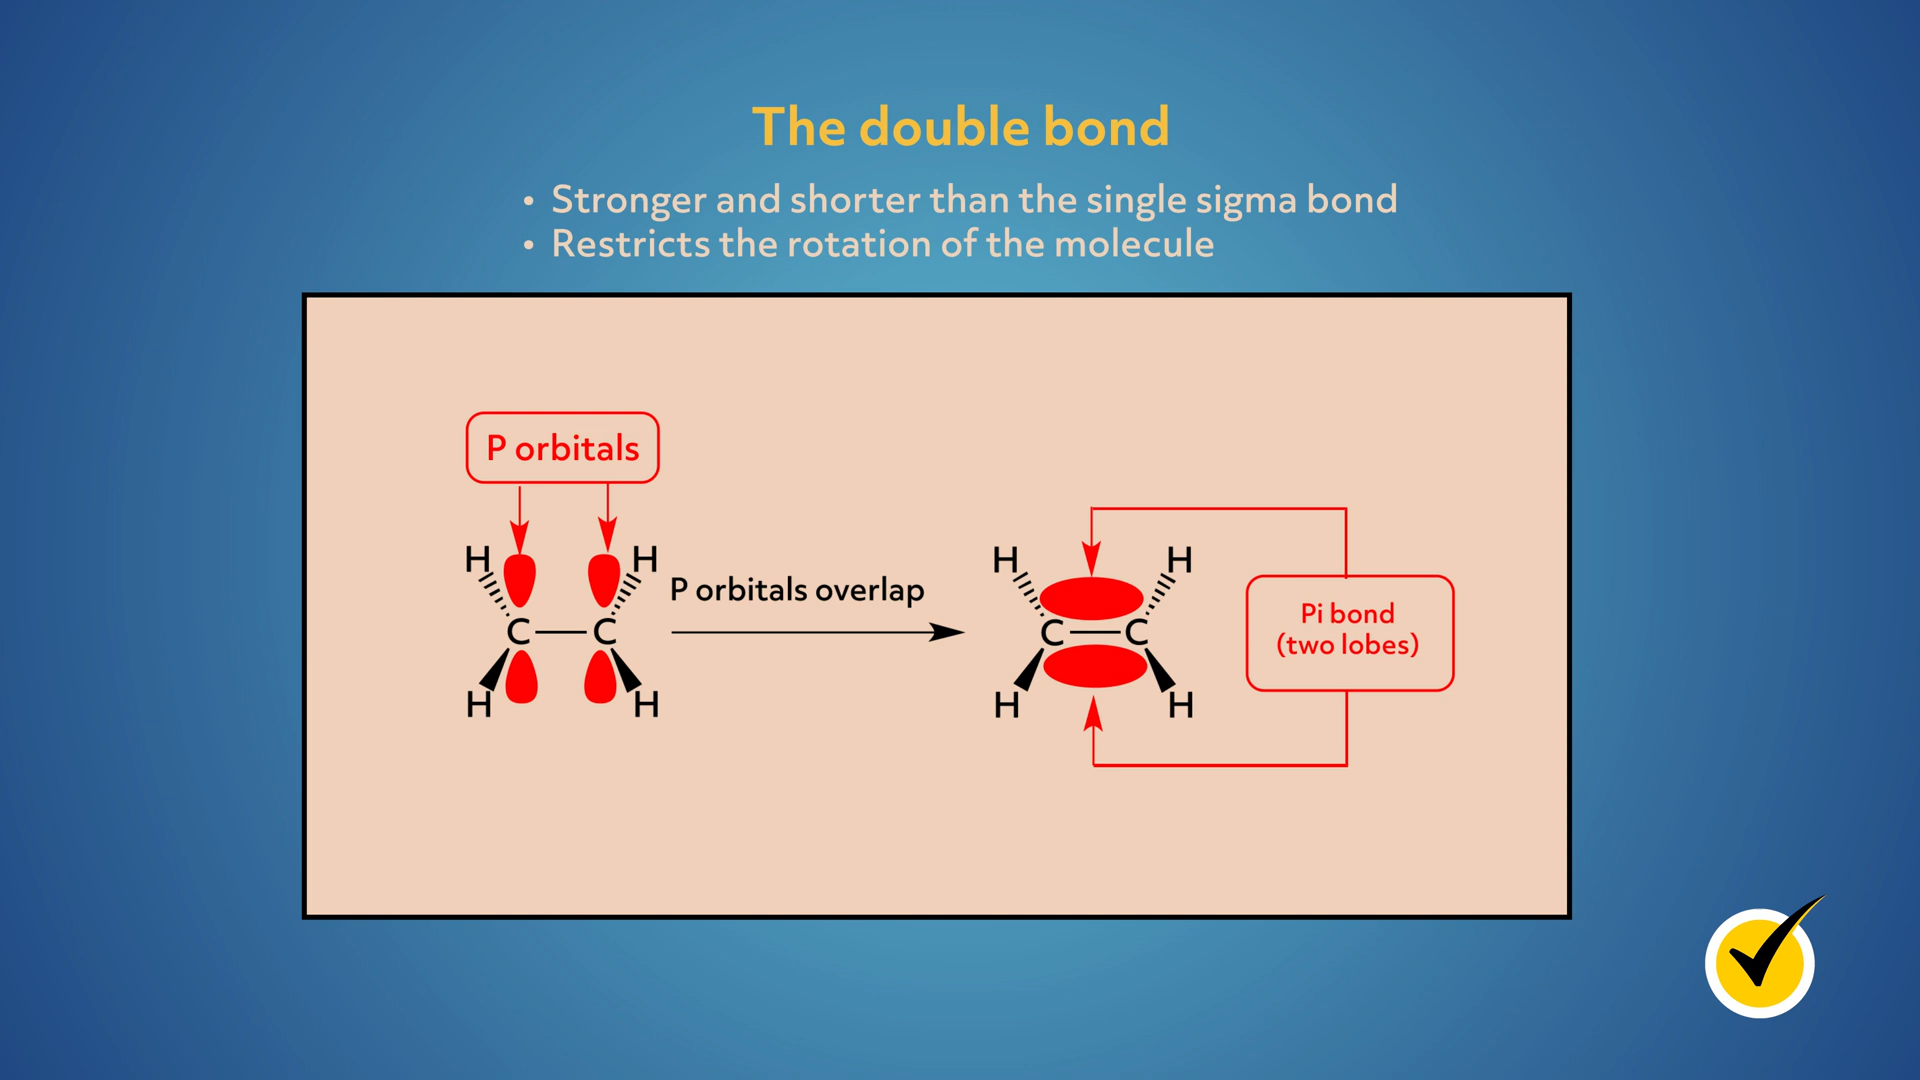 The double bond
• Stronger and shorter than the single sigma bond
• Restricts the rotation of the molecule
P orbitals
H H
C C
H H
P orbitals overlap
H H
C C
H H
Pi bond
(two lobes)